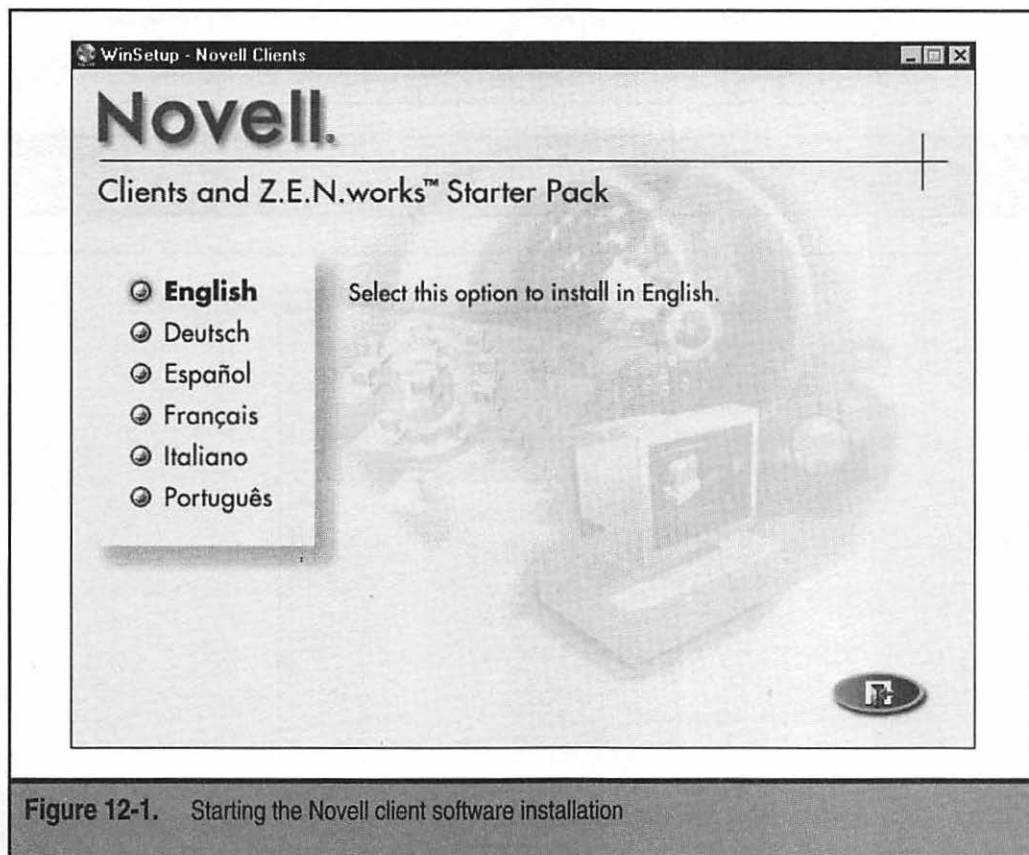 WinSetup - Novell Clients
Novell.
Clients and Z.E.N.works™ Starter Pack
English
Select this option to install in English.
Deutsch
Español
Français
Italiano
Português
Figure 12-1. Starting the Novell client software installation